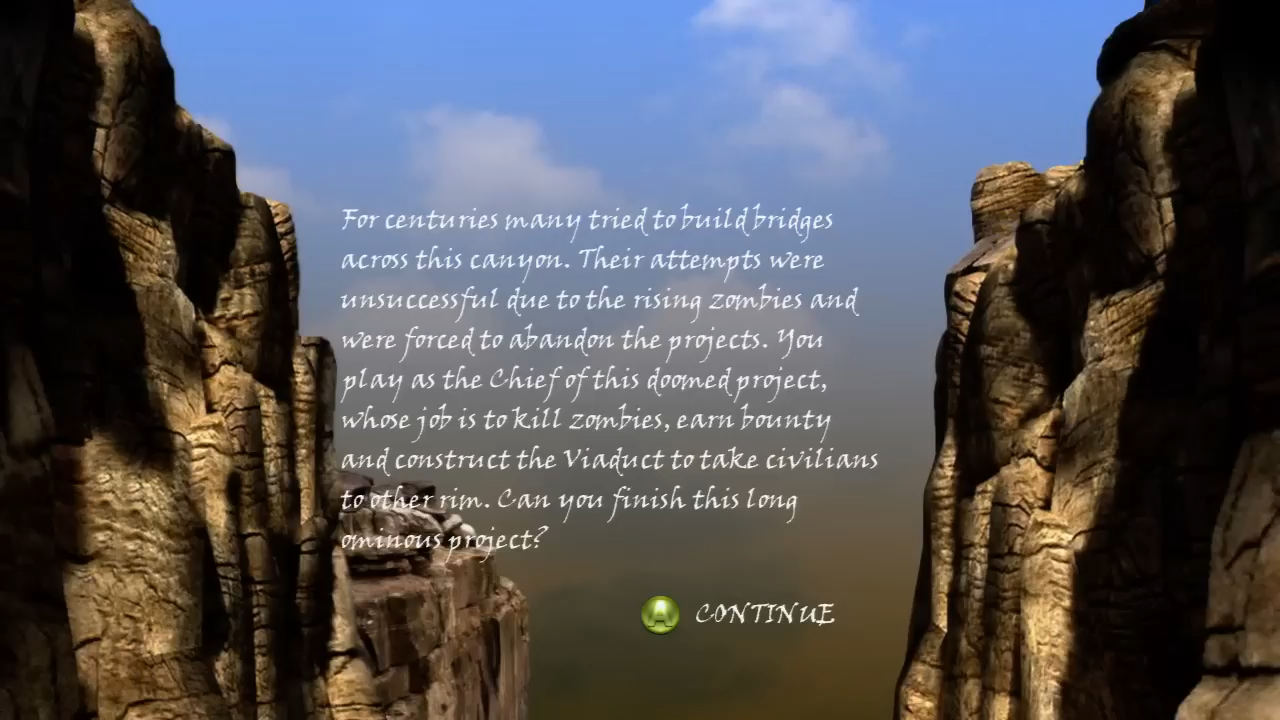 For centuries many tried to build bridges
across this canyon. Their attempts were
unsuccessful due to the rising zombies and
were forced to abandon the projects. You
play as the Chief of this doomed project,
whose job is to kill zombies, earn bounty
and construct the Viaduct to take civilians
to other rim. Can you finish this long
ominous project?
A CONTINUE